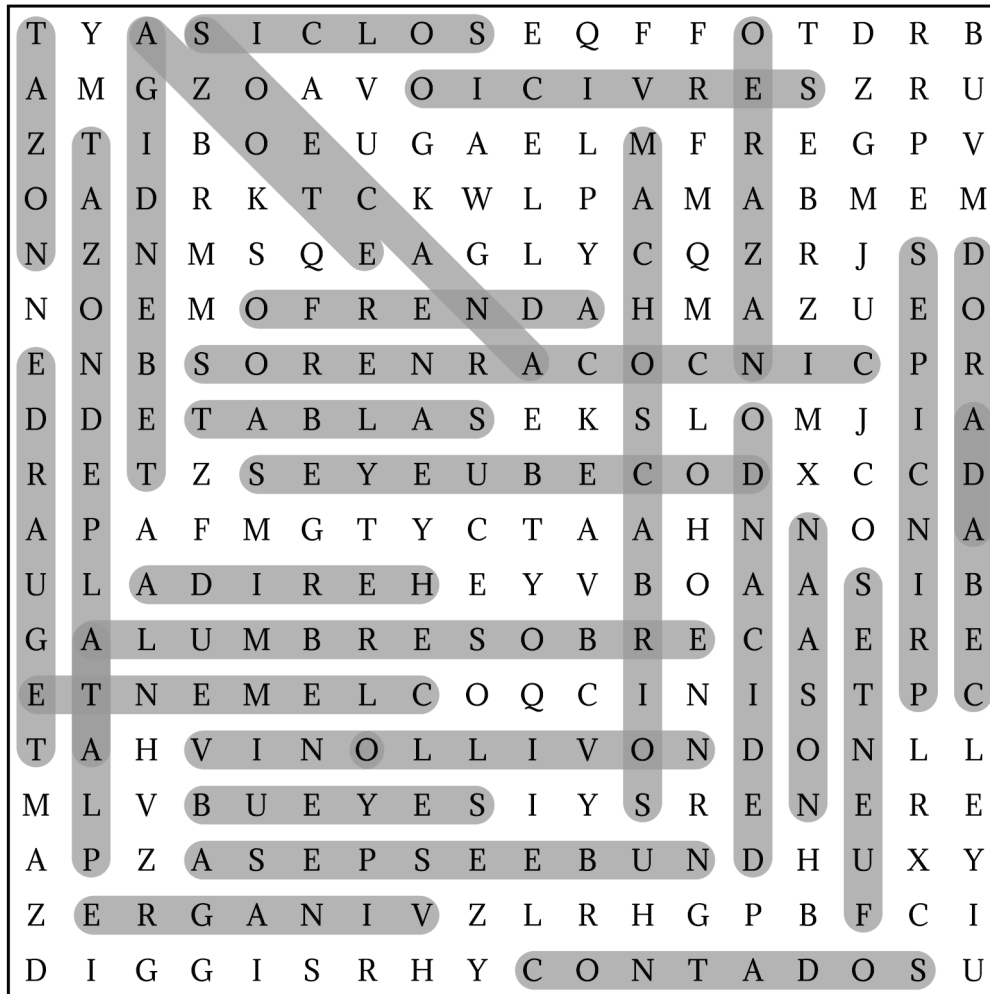 T Y A S I C L O S E Q F F O T D R B
A M G Z O A V O I C I V R E S Z R U
Z T I B O E U G A E L M F R E G P V
O A D R K T C K W L P A M A B M E M
N Z N M S Q E A G L Y C Q Z R J S D
N O E M O F R E N D A H M A Z U E O
E N B S O R E N R A C O C N I C P R
D D E T A B L A S E K S L O M J I A
R E T Z S E Y E U B E C O D X C C D
A P A F M G T Y C T A A H N N O N A
U L A D I R E H E Y V B O A A S I B
G A L U M B R E S O B R E C A E R E
E T N E M E L C O Q C I N I S T P C
T A H V I N O L L I V O N D O N L L
M L V B U E Y E S I Y S R E N E R E
A P Z A S E P S E E B U N D H U X Y
Z E R G A N I V Z L R H G P B F C I
D I G G I S R H Y C O N T A D O S U